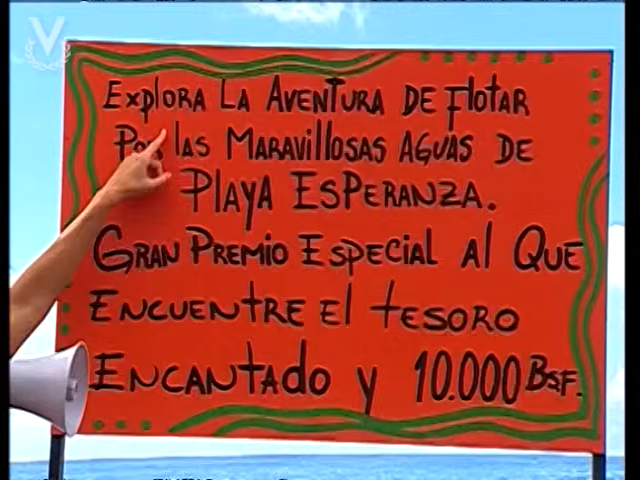 Explora La Aventura de flotar
Por las Maravillosas Aguas de
Playa Esperanza.
Gran Premio Especial al Que
Encuentre el tesoro
Encantado y 10.000 BsF.